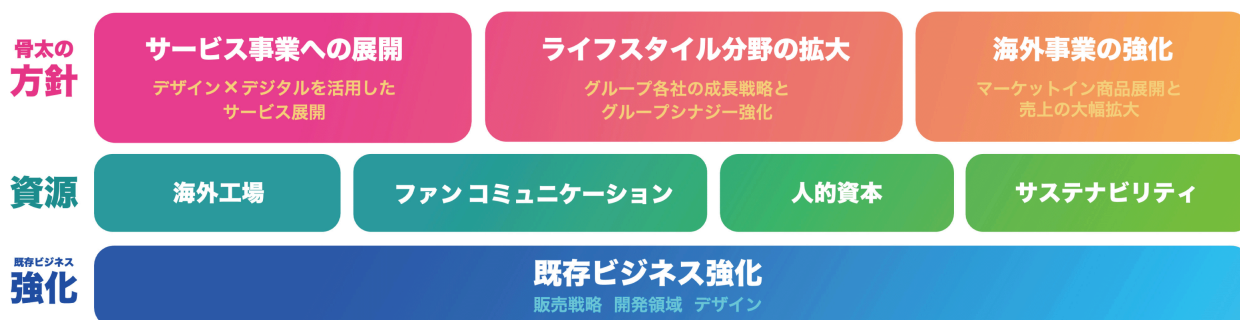 骨太の
方針
サービス事業への展開
デザイン×デジタルを活用した
サービス展開
ライフスタイル分野の拡大
グループ各社の成長戦略と
グループシナジー強化
海外事業の強化
マーケットイン商品展開と
売上の大幅拡大
資源
海外工場
ファン コミュニケーション
人的資本
サステナビリティ
既存ビジネス
強化
既存ビジネス強化
販売戦略 開発領域 デザイン